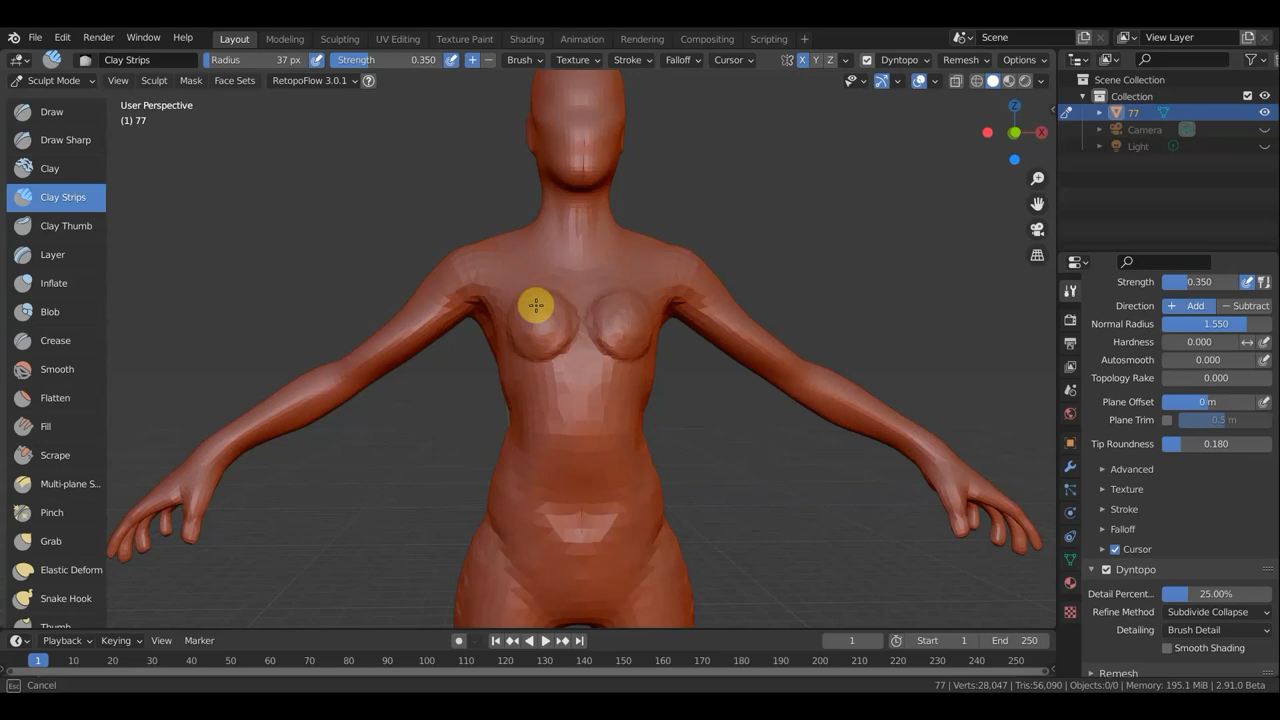 File Edit Render Window Help Layout Modeling Sculpting UV Editing Texture Paint Shading Animation Rendering Compositing Scripting + Scene View Layer
Clay Strips Radius 37 px Strength 0.350 Brush Texture Stroke Falloff Cursor X Y Z Dyntopo Remesh Options
Sculpt Mode View Sculpt Mask Face Sets RetopoFlow 3.0.1
Scene Collection
Collection
77
Camera
Light
User Perspective
(1) 77
Z
X
Draw
Draw Sharp
Clay
Clay Strips
Clay Thumb
Layer
Inflate
Blob
Crease
Smooth
Flatten
Fill
Scrape
Multi-plane S...
Pinch
Grab
Elastic Deform
Snake Hook
Thumb
Strength 0.350
Direction + Add — Subtract
Normal Radius 1.550
Hardness 0.000
Autosmooth 0.000
Topology Rake 0.000
Plane Offset 0 m
Plane Trim 0.5 m
Tip Roundness 0.180
Advanced
Texture
Stroke
Falloff
Cursor
Dyntopo
Detail Percent... 25.00%
Refine Method Subdivide Collapse
Detailing Brush Detail
Smooth Shading
Remesh
Playback Keying View Marker 1 Start 1 End 250
1 10 20 30 40 50 60 70 80 90 100 110 120 130 140 150 160 170 180 190 200 210 220 230 240 250
Esc Cancel 77 | Verts:28,047 | Tris:56,090 | Objects:0/0 | Memory: 195.1 MiB | 2.91.0 Beta